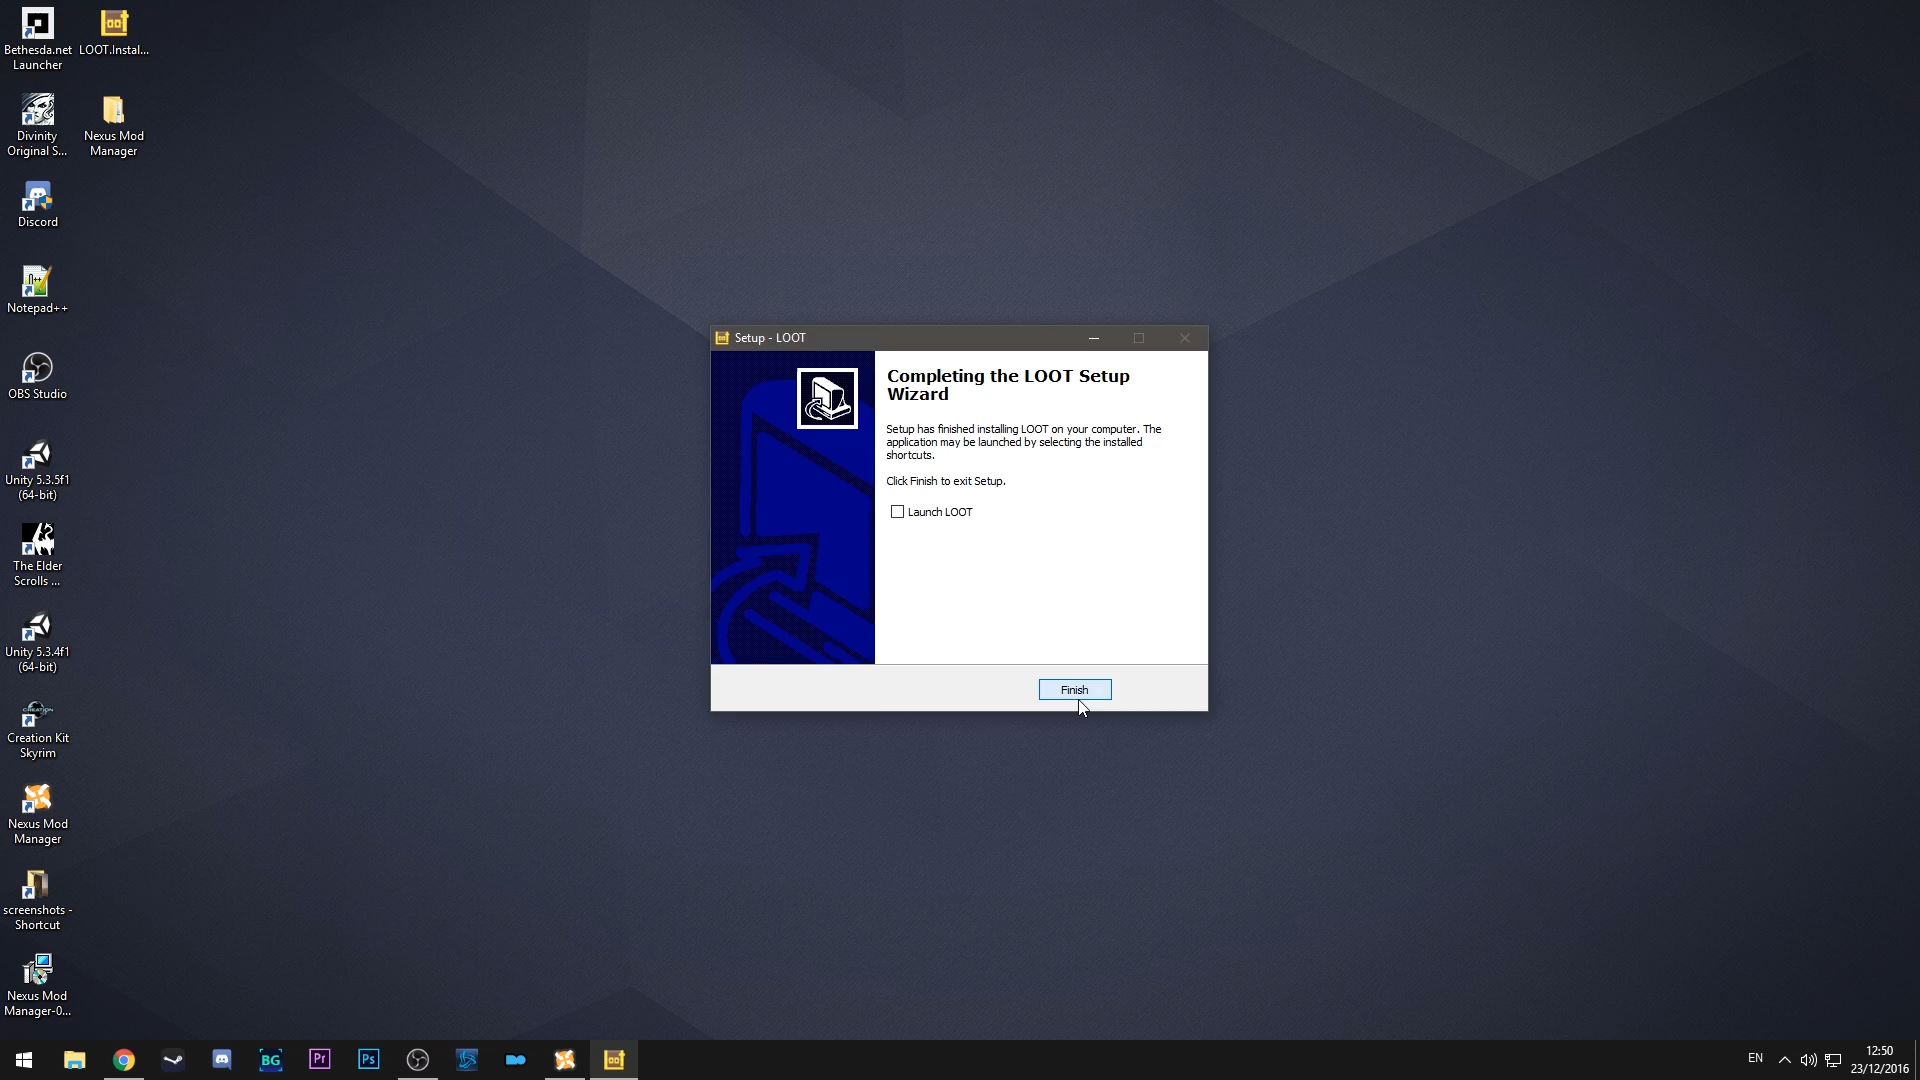 Bethesda.net
Launcher
LOOT.Instal...
Divinity
Original S...
Nexus Mod
Manager
Discord
Notepad++
OBS Studio
Unity 5.3.5f1
(64-bit)
The Elder
Scrolls ...
Unity 5.3.4f1
(64-bit)
CREATION
Creation Kit
Skyrim
Nexus Mod
Manager
screenshots -
Shortcut
Nexus Mod
Manager-0...
Setup - LOOT
Completing the LOOT Setup
Wizard
Setup has finished installing LOOT on your computer. The
application may be launched by selecting the installed
shortcuts.
Click Finish to exit Setup.
Launch LOOT
Finish
BG
Pr
Ps
EN
12:50
23/12/2016